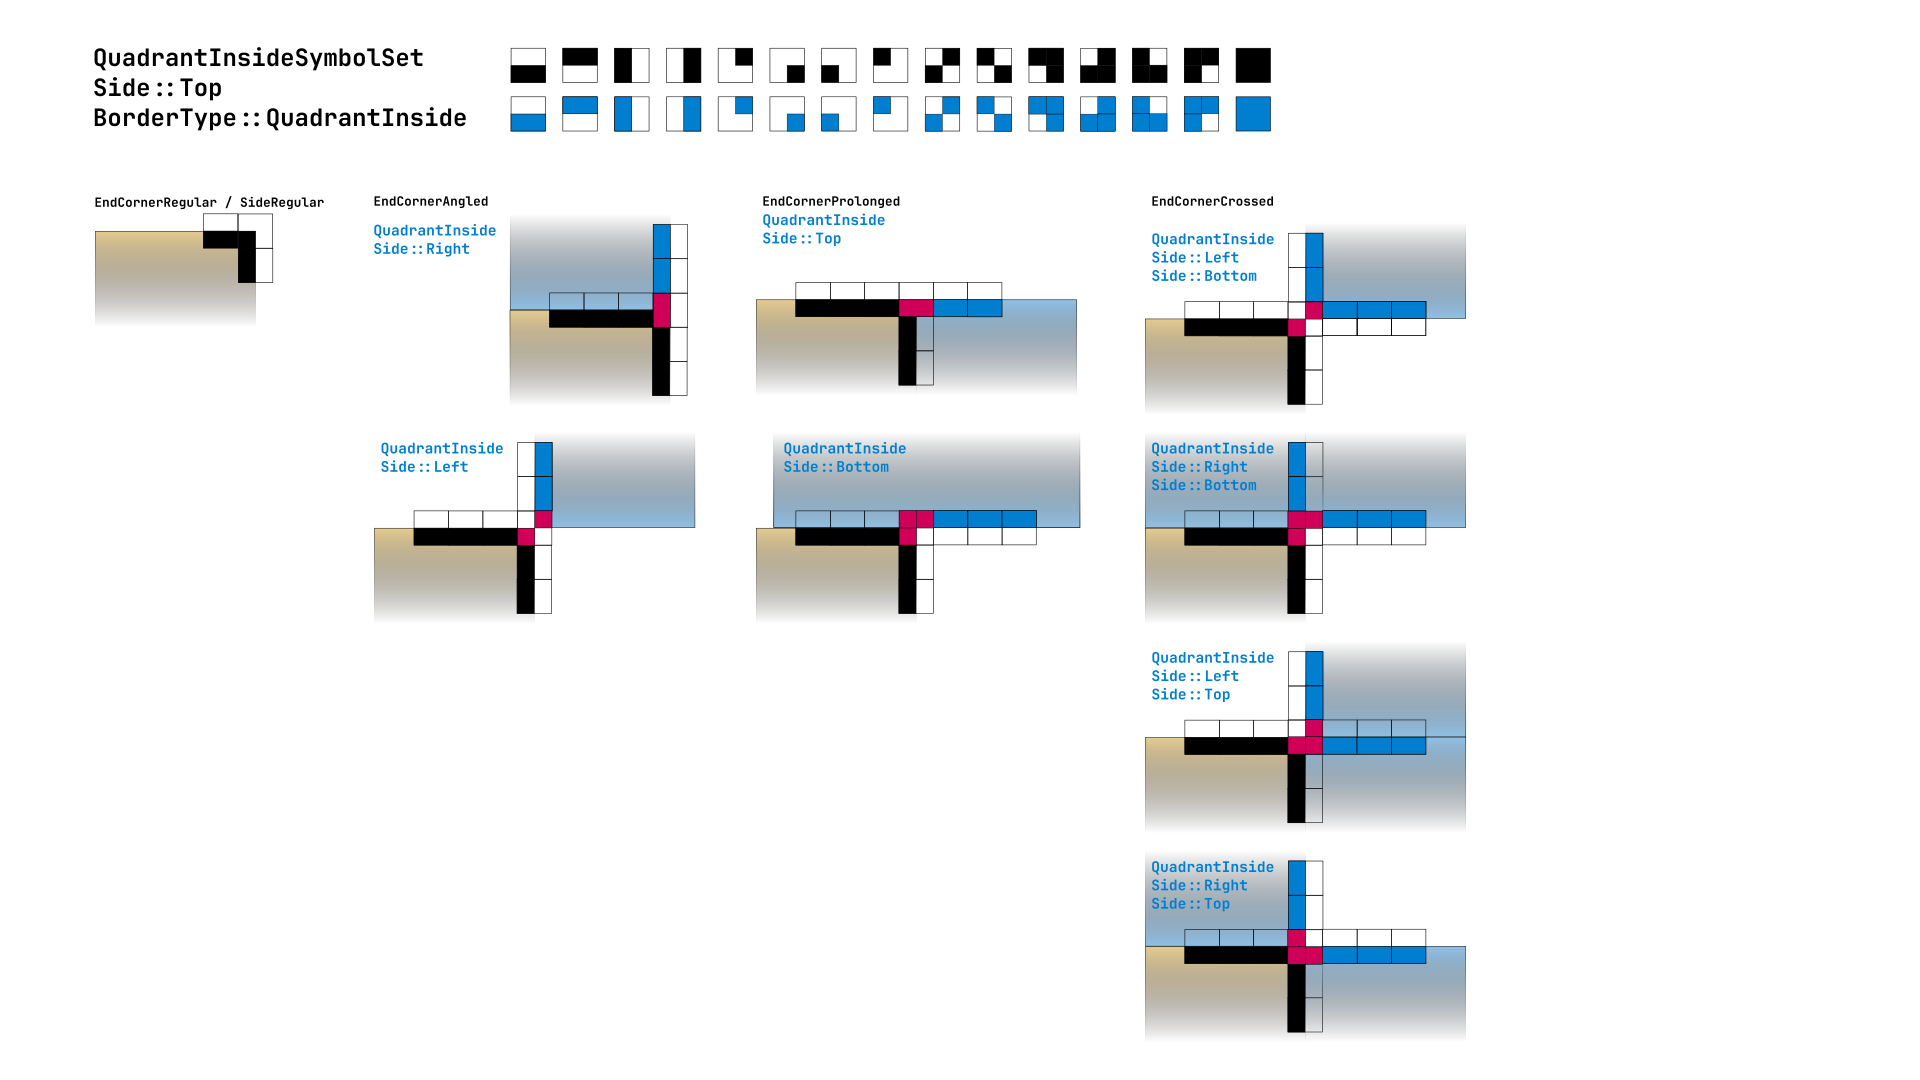 QuadrantInsideSymbolSet
Side::Top
BorderType::QuadrantInside
EndCornerRegular / SideRegular
EndCornerAngled
QuadrantInside
Side::Right
EndCornerProlonged
QuadrantInside
Side::Top
EndCornerCrossed
QuadrantInside
Side::Left
Side::Bottom
QuadrantInside
Side::Left
QuadrantInside
Side::Bottom
QuadrantInside
Side::Right
Side::Bottom
QuadrantInside
Side::Left
Side::Top
QuadrantInside
Side::Right
Side::Top